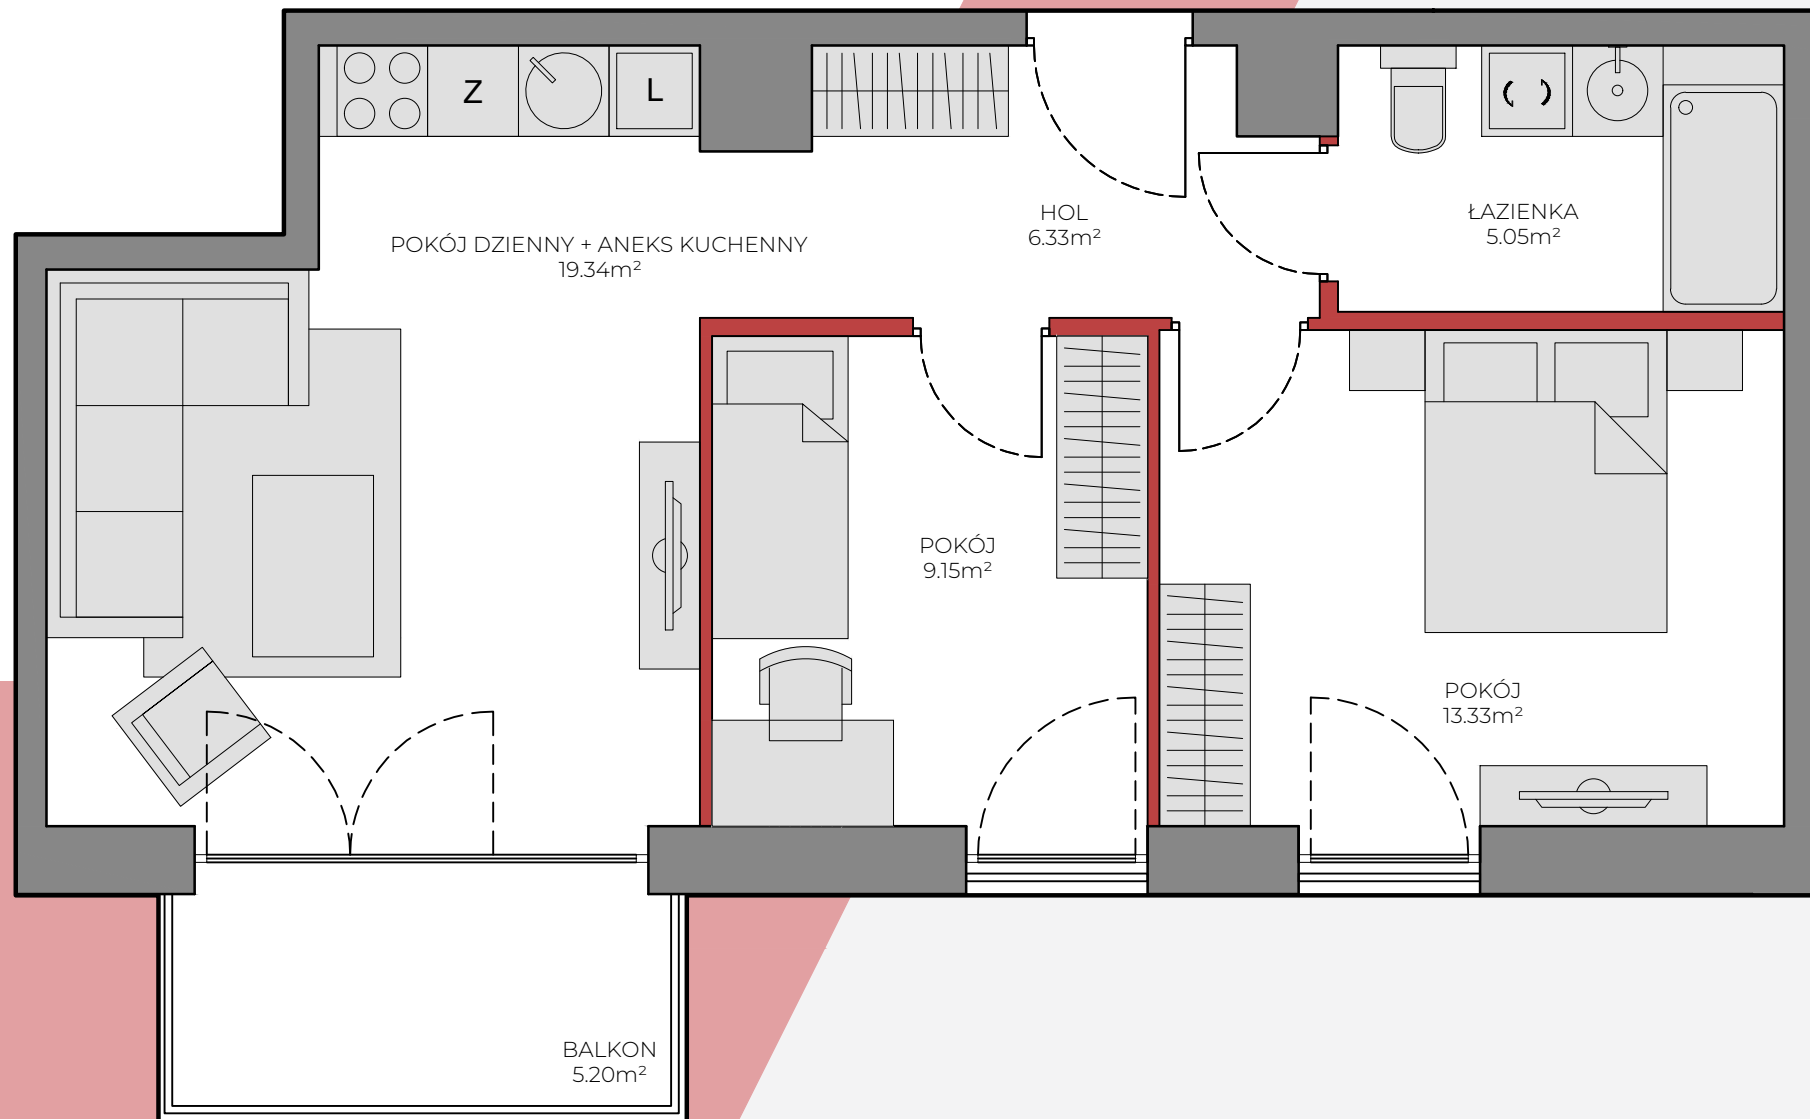 Z
L
HOL
6.33m²
ŁAZIENKA
5.05m²
POKÓJ DZIENNY + ANEKS KUCHENNY
19.34m²
POKÓJ
9.15m²
POKÓJ
13.33m²
BALKON
5.20m²